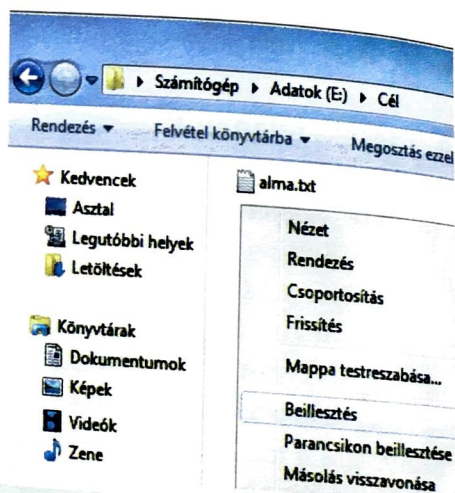 Számítógép ▸ Adatok (E:) ▸ Cél
Rendezés Felvétel könyvtárba Megosztás ezzel
Kedvencek
Asztal
Legutóbbi helyek
Letöltések
Könyvtárak
Dokumentumok
Képek
Videók
Zene
alma.txt
Nézet
Rendezés
Csoportosítás
Frissítés
Mappa testreszabása...
Beillesztés
Parancsikon beillesztése
Másolás visszavonása